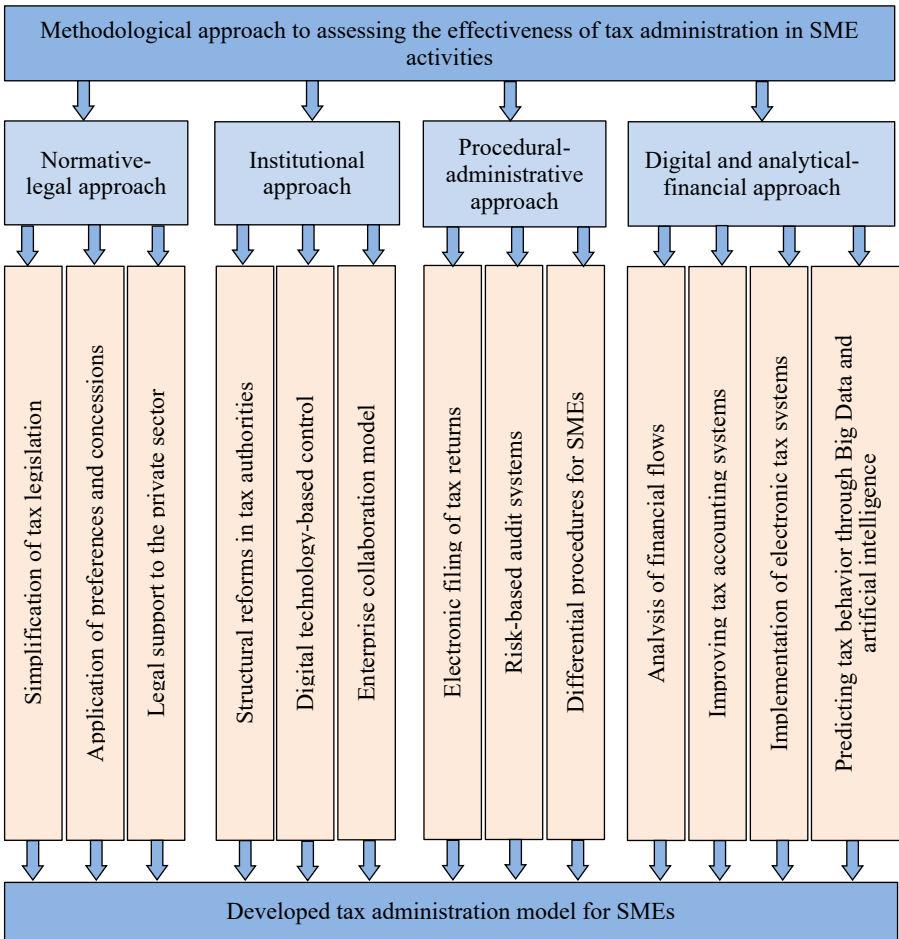 Methodological approach to assessing the effectiveness of tax administration in SME
activities
Normative-
legal approach
Institutional
approach
Procedural-
administrative
approach
Digital and analytical-
financial approach
Simplification of tax legislation
Application of preferences and concessions
Legal support to the private sector
Structural reforms in tax authorities
Digital technology-based control
Enterprise collaboration model
Electronic filing of tax returns
Risk-based audit systems
Differential procedures for SMEs
Analysis of financial flows
Improving tax accounting systems
Implementation of electronic tax systems
Predicting tax behavior through Big Data and
artificial intelligence
Developed tax administration model for SMEs